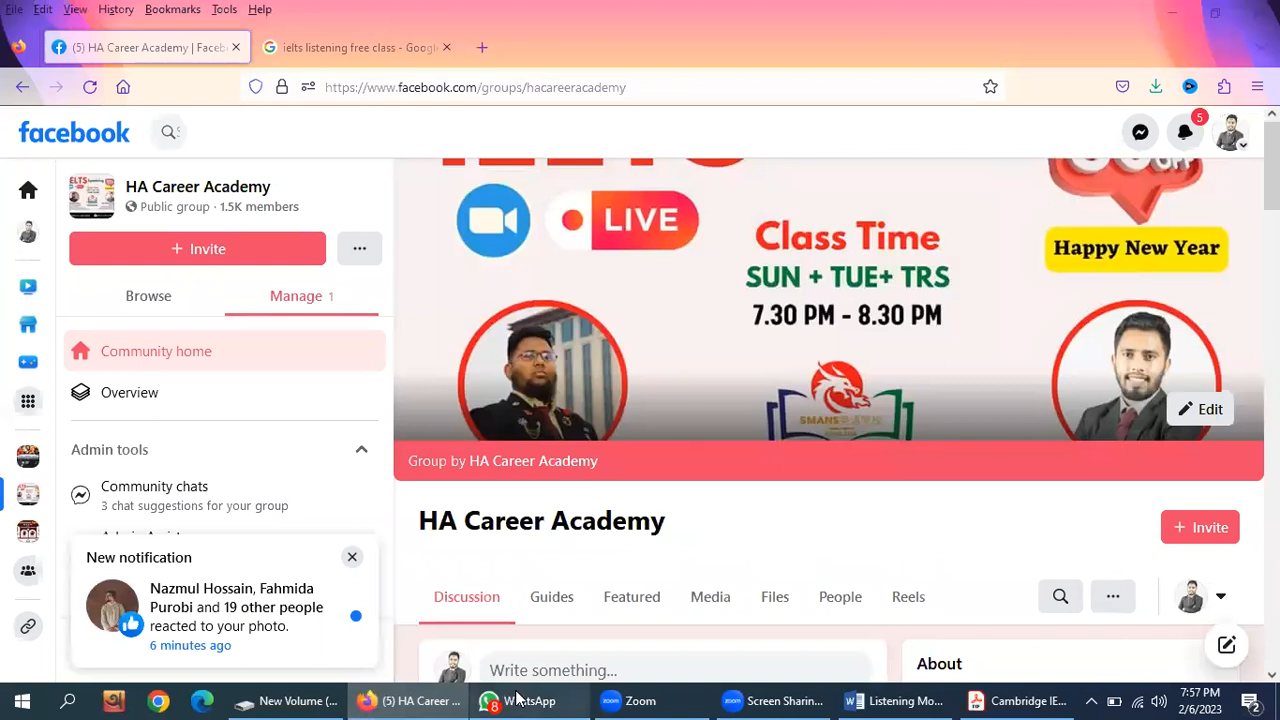 File Edit View History Bookmarks Tools Help
(5) HA Career Academy | Faceb
ielts listening free class - Google
https://www.facebook.com/groups/hacareeracademy
facebook
5
HA Career Academy
Public group · 1.5K members
+ Invite
...
Browse
Manage 1
Community home
Overview
Admin tools
Community chats
3 chat suggestions for your group
New notification
Nazmul Hossain, Fahmida
Purobi and 19 other people
reacted to your photo.
6 minutes ago
LIVE
Class Time
SUN + TUE+ TRS
7.30 PM - 8.30 PM
OFF
Happy New Year
SMANS
Edit
Group by HA Career Academy
HA Career Academy
+ Invite
Discussion Guides Featured Media Files People Reels
Write something...
About
New Volume (...
(5) HA Career ...
8
WhatsApp
zoom
Zoom
zoom
Screen Sharin...
Listening Mo...
Cambridge IE...
7:57 PM
2/6/2023
2